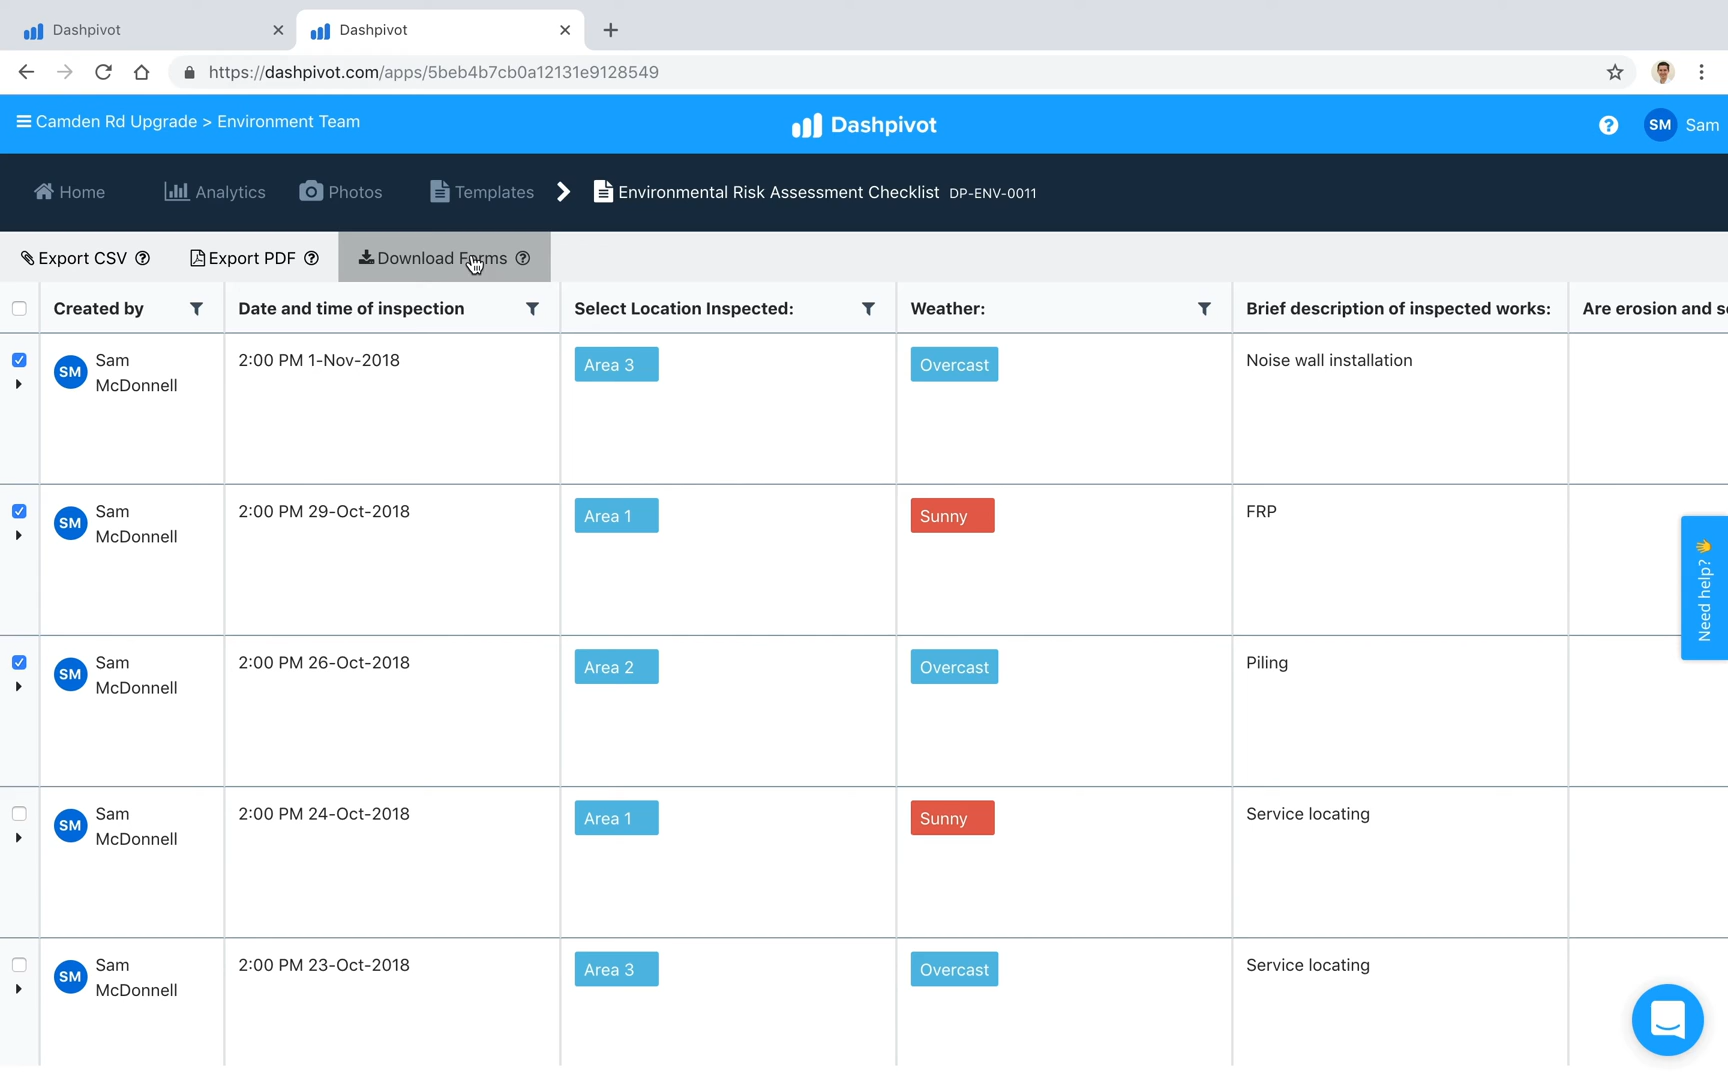 Dashpivot
Dashpivot
https://dashpivot.com/apps/5beb4b7cb0a12131e9128549
Camden Rd Upgrade > Environment Team
Dashpivot
SM Sam
Home
Analytics
Photos
Templates
Environmental Risk Assessment Checklist DP-ENV-0011
Export CSV
Export PDF
Download Forms
Created by
Date and time of inspection
Select Location Inspected:
Weather:
Brief description of inspected works:
Are erosion and
SM Sam McDonnell
2:00 PM 1-Nov-2018
Area 3
Overcast
Noise wall installation
SM Sam McDonnell
2:00 PM 29-Oct-2018
Area 1
Sunny
FRP
SM Sam McDonnell
2:00 PM 26-Oct-2018
Area 2
Overcast
Piling
SM Sam McDonnell
2:00 PM 24-Oct-2018
Area 1
Sunny
Service locating
SM Sam McDonnell
2:00 PM 23-Oct-2018
Area 3
Overcast
Service locating
Need help? 👋